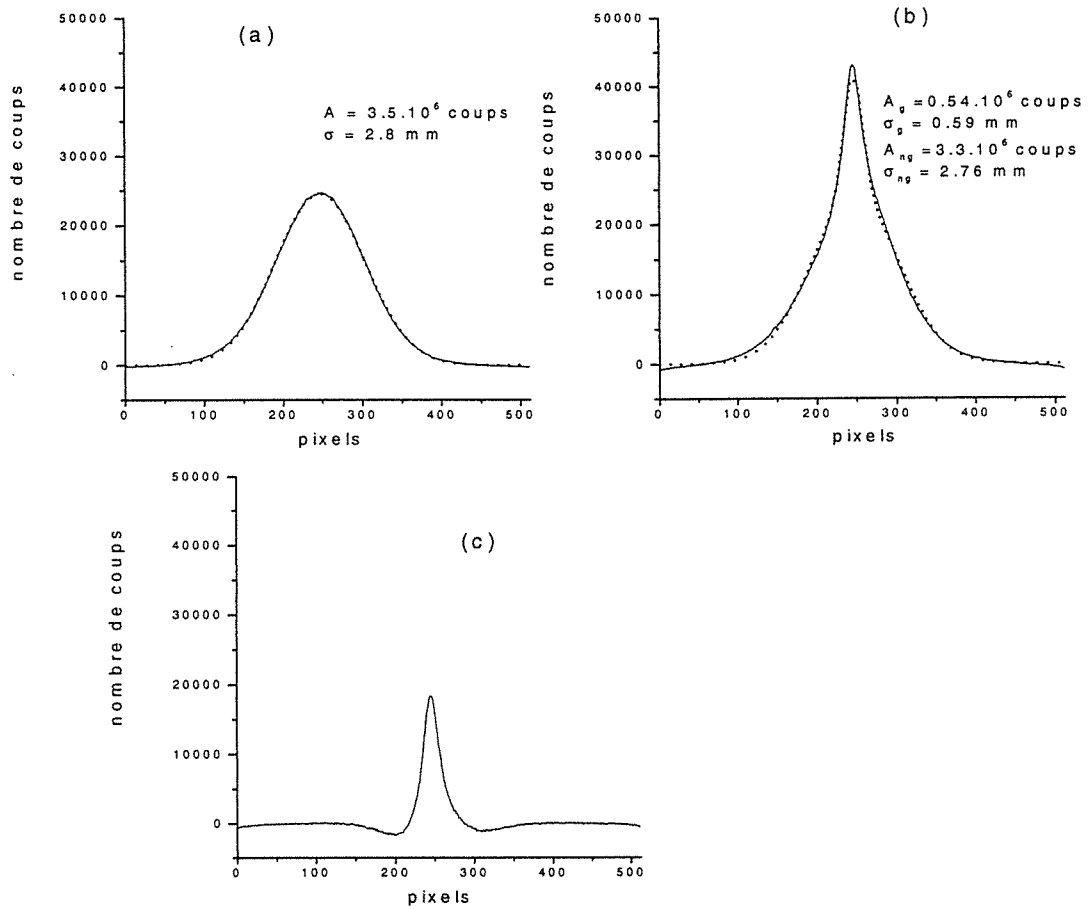 (a)
50000
40000
30000
20000
10000
0
nombre de coups
A = 3.5.10⁶ coups
σ = 2.8 mm
0 100 200 300 400 500
pixels
(b)
50000
40000
30000
20000
10000
0
nombre de coups
A_g =0.54.10⁶ coups
σ_g = 0.59 mm
A_ng =3.3.10⁶ coups
σ_ng = 2.76 mm
0 100 200 300 400 500
pixels
(c)
50000
40000
30000
20000
10000
0
nombre de coups
0 100 200 300 400 500
pixels